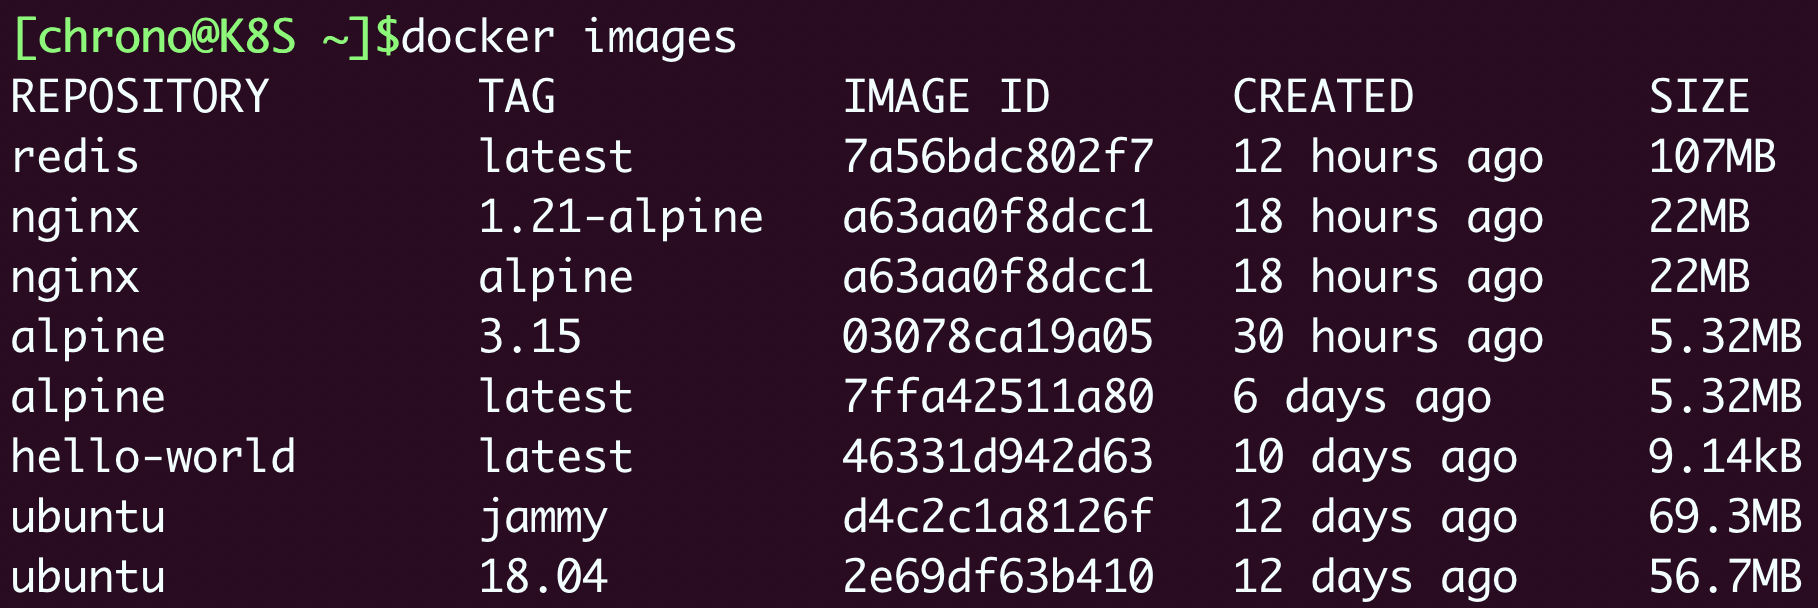 [chrono@K8S ~]$docker images
REPOSITORY        TAG           IMAGE ID       CREATED         SIZE
redis             latest        7a56bdc802f7   12 hours ago    107MB
nginx             1.21-alpine   a63aa0f8dcc1   18 hours ago    22MB
nginx             alpine        a63aa0f8dcc1   18 hours ago    22MB
alpine            3.15          03078ca19a05   30 hours ago    5.32MB
alpine            latest        7ffa42511a80   6 days ago      5.32MB
hello-world       latest        46331d942d63   10 days ago     9.14kB
ubuntu            jammy         d4c2c1a8126f   12 days ago     69.3MB
ubuntu            18.04         2e69df63b410   12 days ago     56.7MB